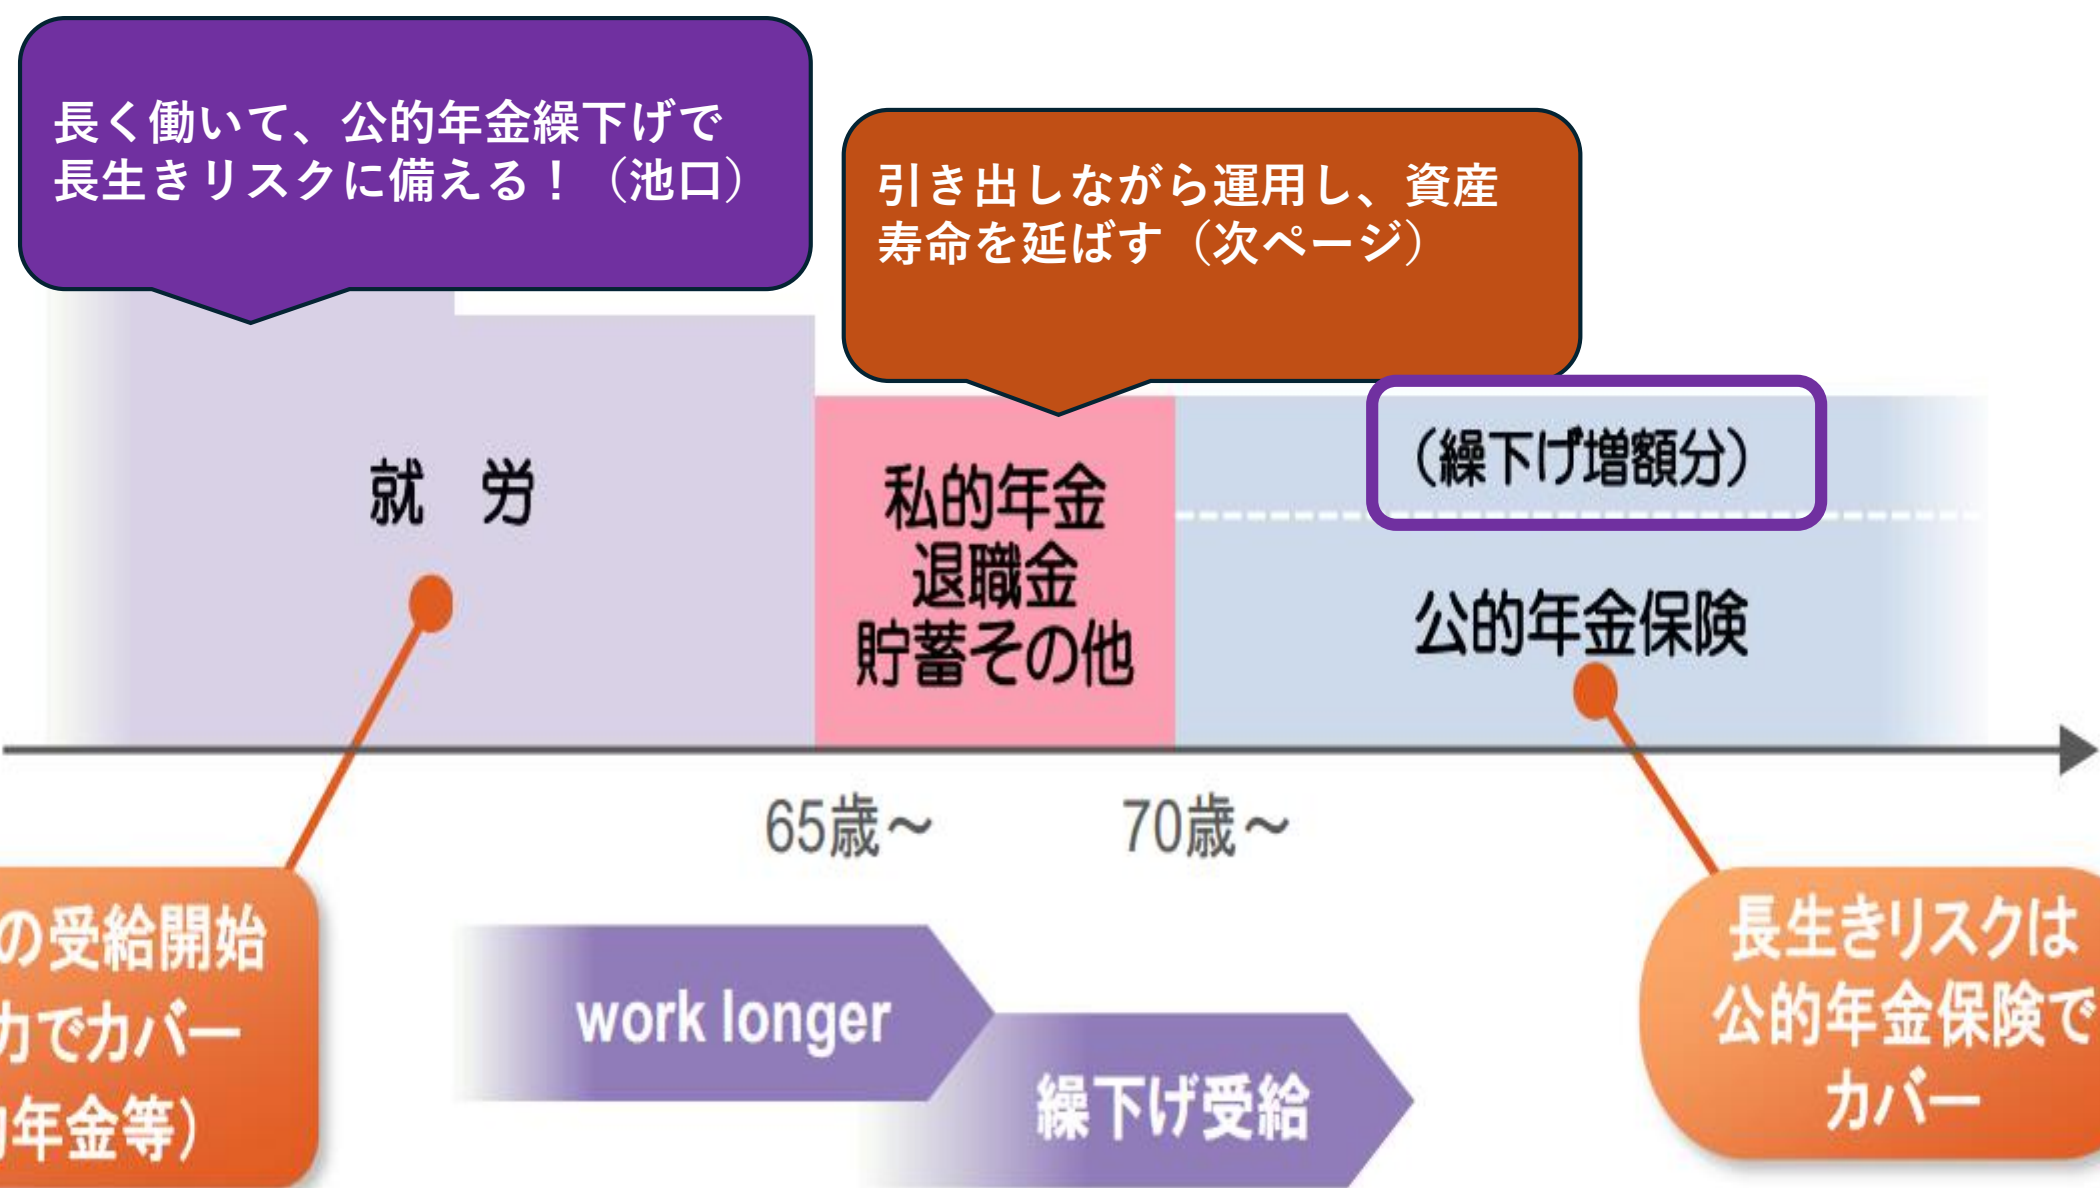 長く働いて、公的年金繰下げで
長生きリスクに備える！（池口）
引き出しながら運用し、資産
寿命を延ばす（次ページ）
就　労
私的年金
退職金
貯蓄その他
（繰下げ増額分）
公的年金保険
65歳～
70歳～
の受給開始
力でカバー
年金等）
work longer
繰下げ受給
長生きリスクは
公的年金保険で
カバー